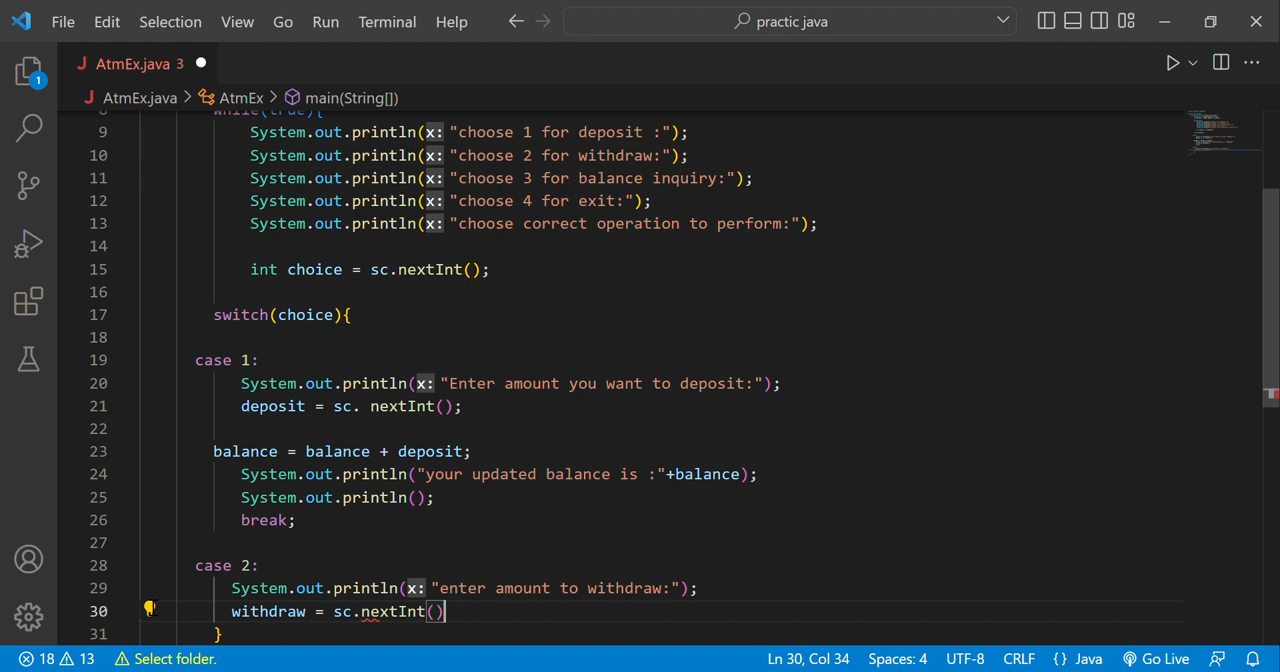 File Edit Selection View Go Run Terminal Help practic java
1
AtmEx.java 3
AtmEx.java > AtmEx > main(String[])
8 while(true){
9 System.out.println(x: "choose 1 for deposit :");
10 System.out.println(x: "choose 2 for withdraw:");
11 System.out.println(x: "choose 3 for balance inquiry:");
12 System.out.println(x: "choose 4 for exit:");
13 System.out.println(x: "choose correct operation to perform:");
14
15 int choice = sc.nextInt();
16
17 switch(choice){
18
19 case 1:
20 System.out.println(x: "Enter amount you want to deposit:");
21 deposit = sc. nextInt();
22
23 balance = balance + deposit;
24 System.out.println("your updated balance is :"+balance);
25 System.out.println();
26 break;
27
28 case 2:
29 System.out.println(x: "enter amount to withdraw:");
30 withdraw = sc.nextInt()
31 }
18 13 Select folder. Ln 30, Col 34 Spaces: 4 UTF-8 CRLF {} Java Go Live